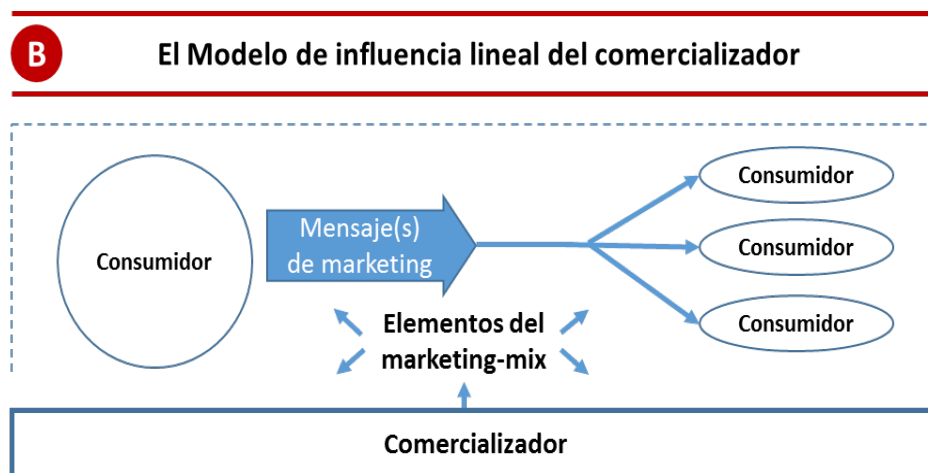 B
El Modelo de influencia lineal del comercializador
Consumidor
Mensaje(s)
de marketing
Consumidor
Consumidor
Consumidor
Elementos del
marketing-mix
Comercializador